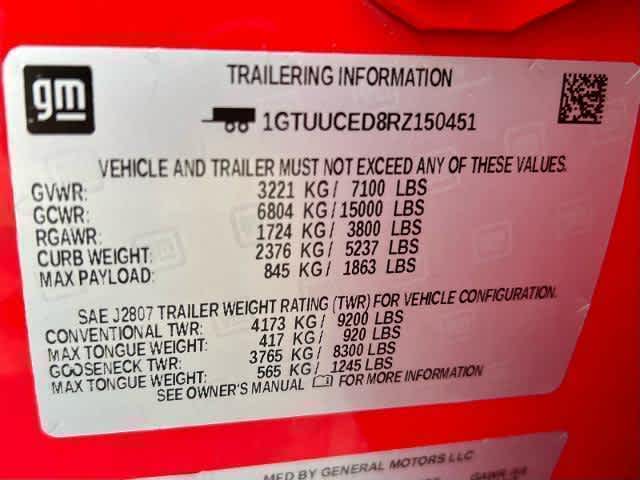 gm
TRAILERING INFORMATION
1GTUUCED8RZ150451
VEHICLE AND TRAILER MUST NOT EXCEED ANY OF THESE VALUES.
GVWR: 3221 KG/ 7100 LBS
GCWR: 6804 KG/15000 LBS
RGAWR: 1724 KG/ 3800 LBS
CURB WEIGHT: 2376 KG/ 5237 LBS
MAX PAYLOAD: 845 KG/ 1863 LBS
SAE J2807 TRAILER WEIGHT RATING (TWR) FOR VEHICLE CONFIGURATION.
CONVENTIONAL TWR: 4173 KG/ 9200 LBS
MAX TONGUE WEIGHT: 417 KG/ 920 LBS
GOOSENECK TWR: 3765 KG/ 8300 LBS
MAX TONGUE WEIGHT: 565 KG/ 1245 LBS
SEE OWNER'S MANUAL FOR MORE INFORMATION
MFD BY GENERAL MOTORS LLC